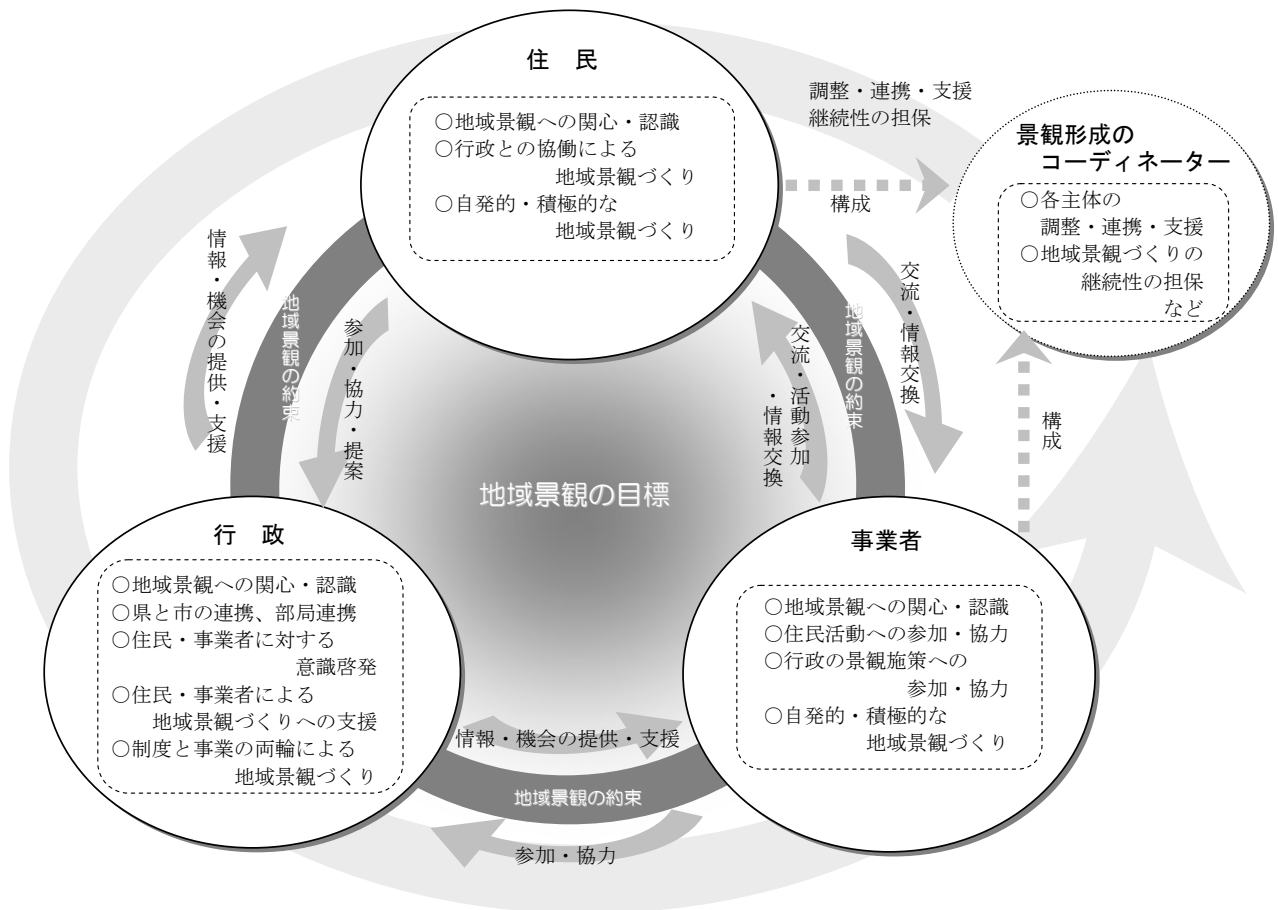 住　民
○地域景観への関心・認識
○行政との協働による
地域景観づくり
○自発的・積極的な
地域景観づくり
調整・連携・支援
継続性の担保
景観形成の
コーディネーター
○各主体の
調整・連携・支援
○地域景観づくりの
継続性の担保
など
構成
構成
情報・機会の提供・支援
地域景観の約束
参加・協力・提案
交流・活動参加
・情報交換
地域景観の約束
交流・情報交換
地域景観の目標
行　政
○地域景観への関心・認識
○県と市の連携、部局連携
○住民・事業者に対する
意識啓発
○住民・事業者による
地域景観づくりへの支援
○制度と事業の両輪による
地域景観づくり
事業者
○地域景観への関心・認識
○住民活動への参加・協力
○行政の景観施策への
参加・協力
○自発的・積極的な
地域景観づくり
情報・機会の提供・支援
地域景観の約束
参加・協力